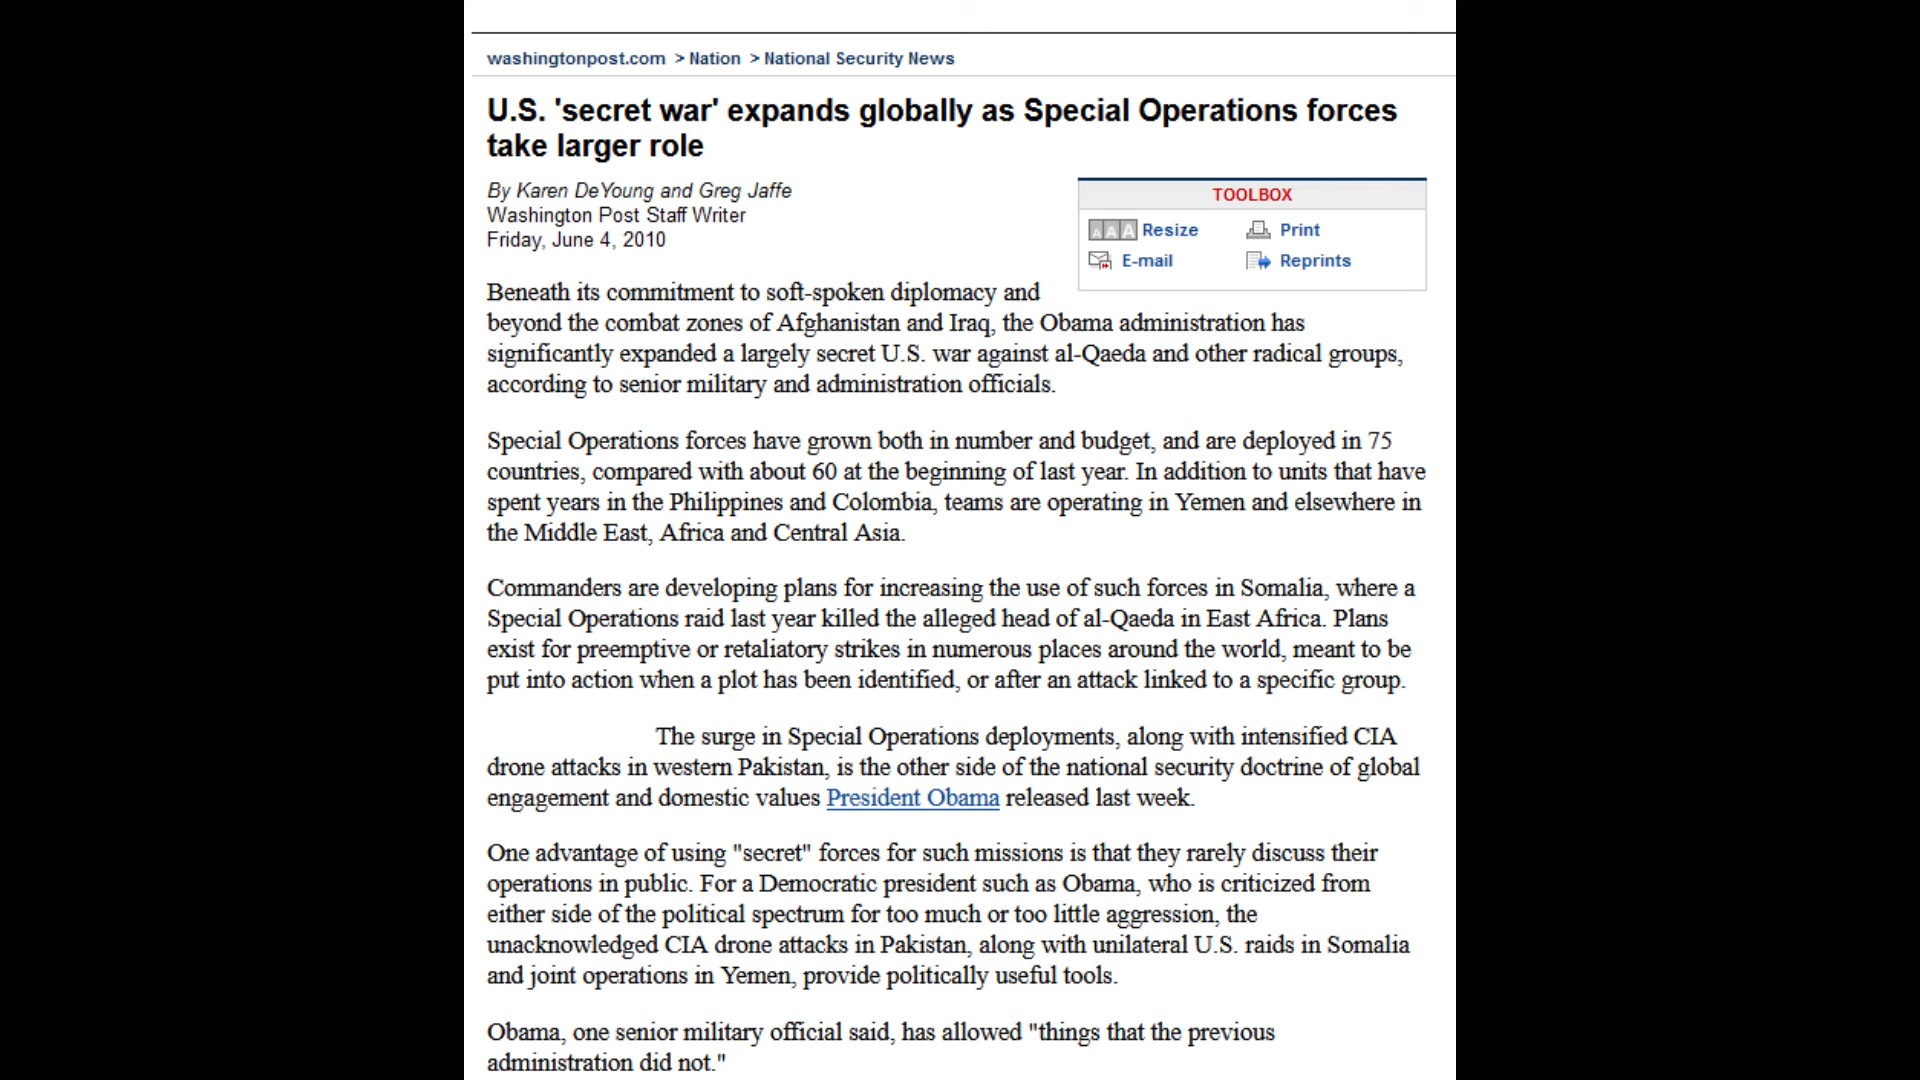 washingtonpost.com > Nation > National Security News
U.S. 'secret war' expands globally as Special Operations forces
take larger role
By Karen DeYoung and Greg Jaffe
Washington Post Staff Writer
Friday, June 4, 2010
TOOLBOX
AAA Resize
Print
E-mail
Reprints
Beneath its commitment to soft-spoken diplomacy and
beyond the combat zones of Afghanistan and Iraq, the Obama administration has
significantly expanded a largely secret U.S. war against al-Qaeda and other radical groups,
according to senior military and administration officials.
Special Operations forces have grown both in number and budget, and are deployed in 75
countries, compared with about 60 at the beginning of last year. In addition to units that have
spent years in the Philippines and Colombia, teams are operating in Yemen and elsewhere in
the Middle East, Africa and Central Asia.
Commanders are developing plans for increasing the use of such forces in Somalia, where a
Special Operations raid last year killed the alleged head of al-Qaeda in East Africa. Plans
exist for preemptive or retaliatory strikes in numerous places around the world, meant to be
put into action when a plot has been identified, or after an attack linked to a specific group.
The surge in Special Operations deployments, along with intensified CIA
drone attacks in western Pakistan, is the other side of the national security doctrine of global
engagement and domestic values President Obama released last week.
One advantage of using "secret" forces for such missions is that they rarely discuss their
operations in public. For a Democratic president such as Obama, who is criticized from
either side of the political spectrum for too much or too little aggression, the
unacknowledged CIA drone attacks in Pakistan, along with unilateral U.S. raids in Somalia
and joint operations in Yemen, provide politically useful tools.
Obama, one senior military official said, has allowed "things that the previous
administration did not."